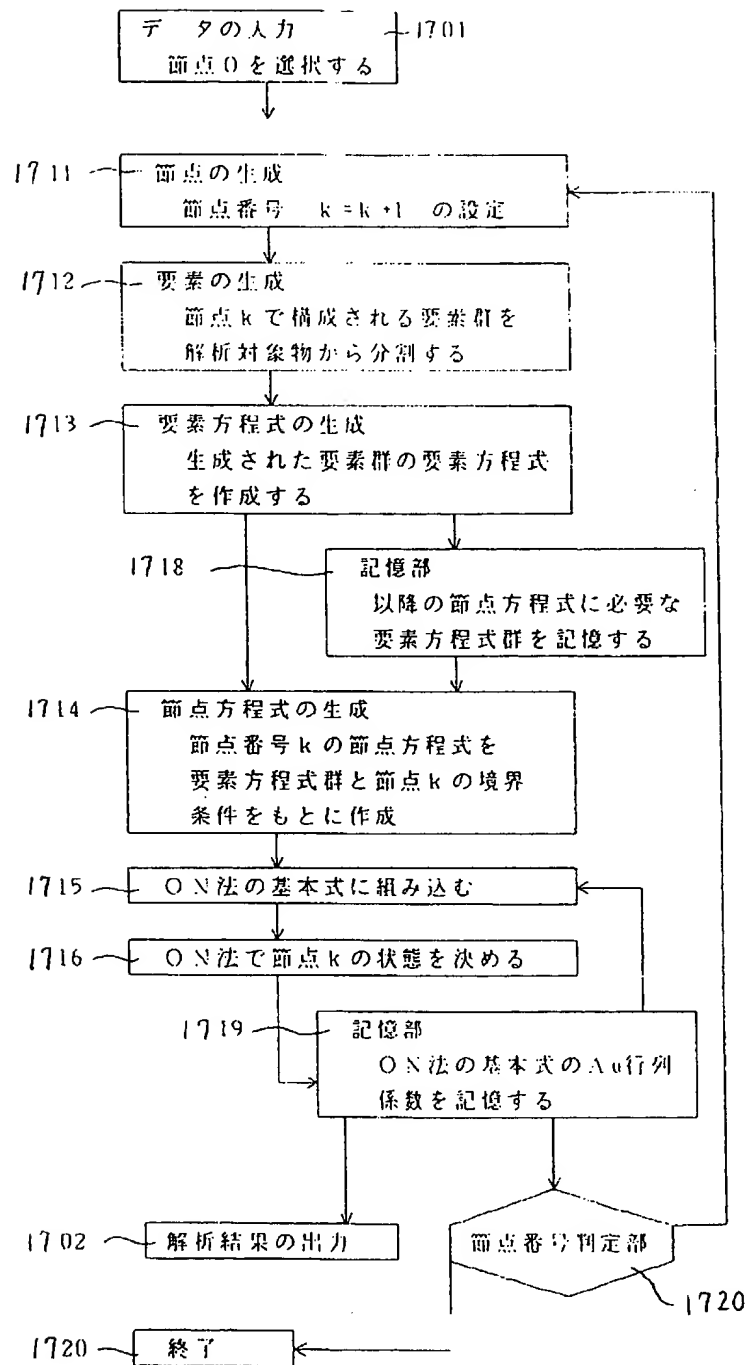 データの入力
節点0を選択する
1701
1711
節点の生成
節点番号 k=k+1 の設定
1712
要素の生成
節点kで構成される要素群を
解析対象物から分割する
1713
要素方程式の生成
生成された要素群の要素方程式
を作成する
1718
記憶部
以降の節点方程式に必要な
要素方程式群を記憶する
1714
節点方程式の生成
節点番号kの節点方程式を
要素方程式群と節点kの境界
条件をもとに作成
1715
ON法の基本式に組み込む
1716
ON法で節点kの状態を決める
1719
記憶部
ON法の基本式のAu行列
係数を記憶する
1702
解析結果の出力
節点番号判定部
1720
1720
終了